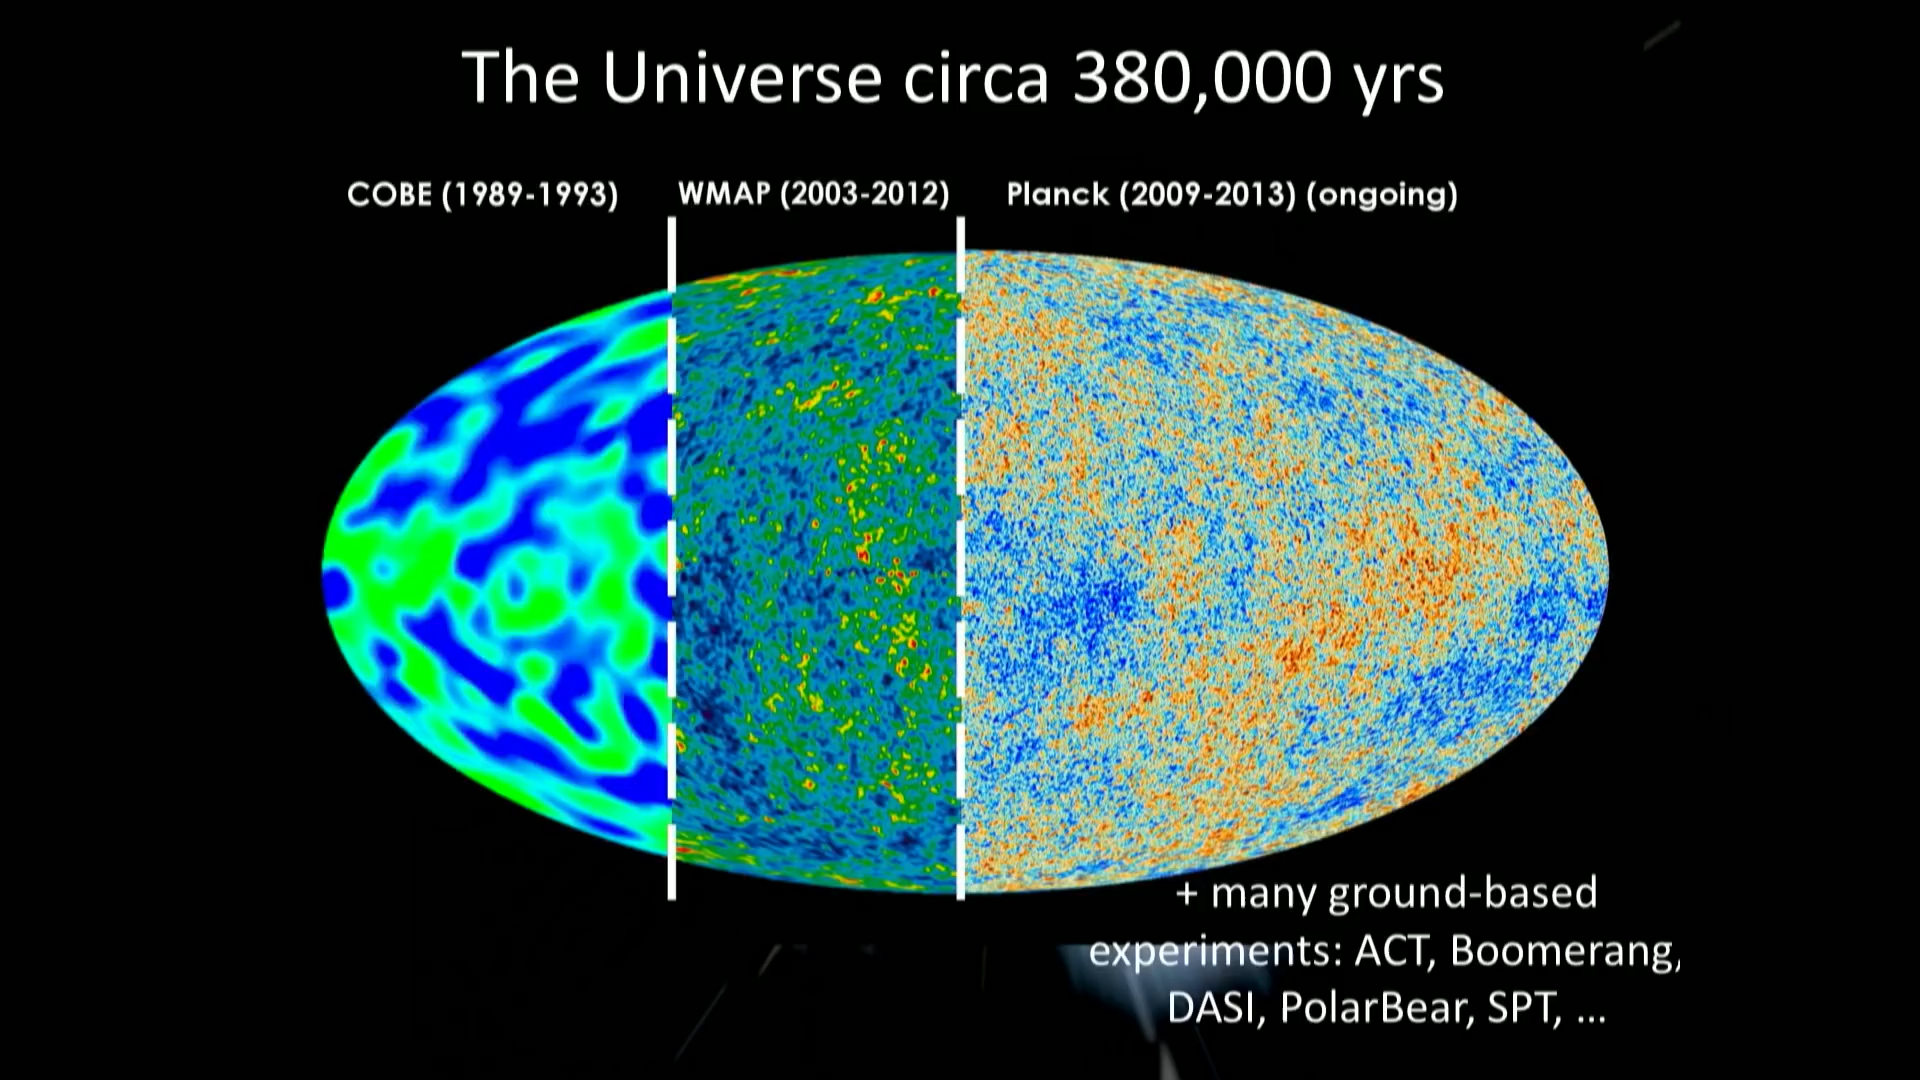 The Universe circa 380,000 yrs
COBE (1989-1993)
WMAP (2003-2012)
Planck (2009-2013) (ongoing)
+ many ground-based
experiments: ACT, Boomerang,
DASI, PolarBear, SPT, ...